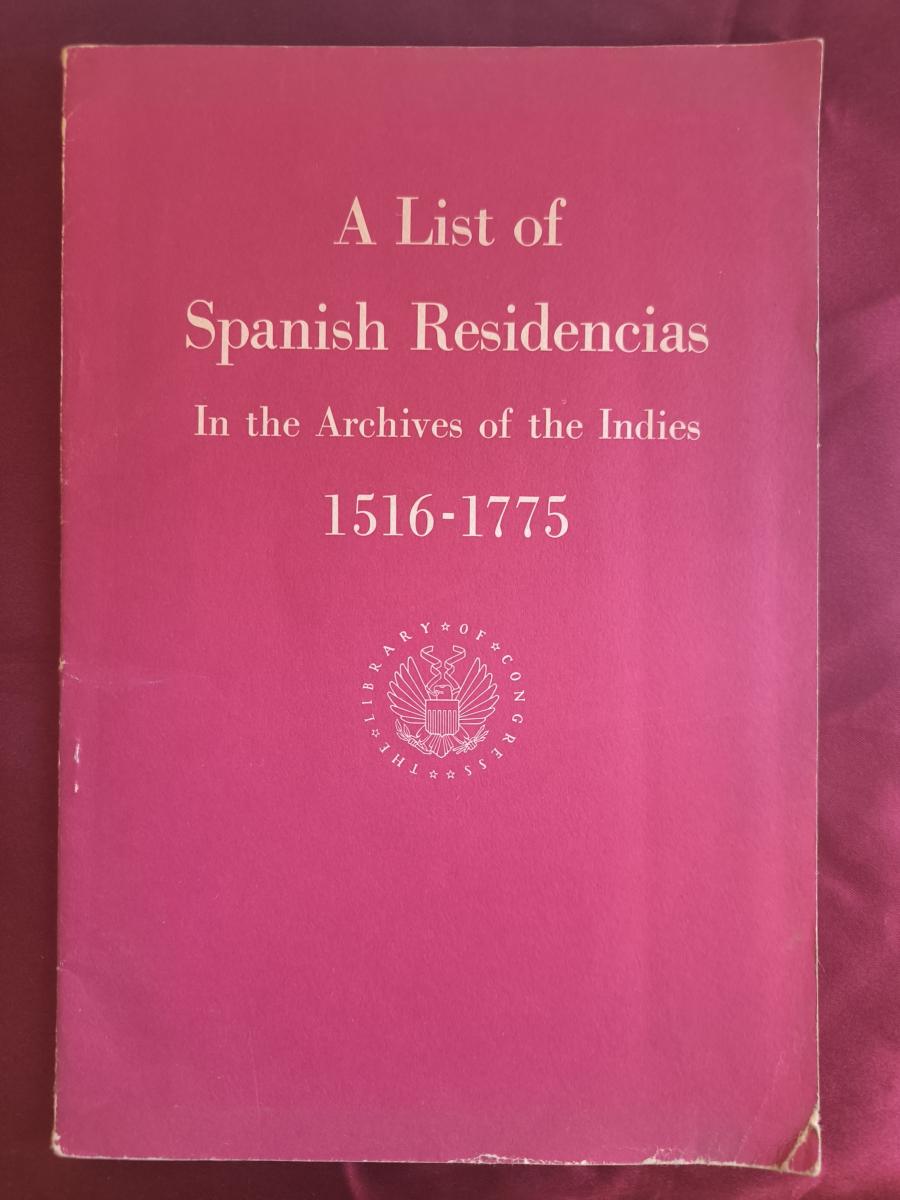 A List of
Spanish Residencias
In the Archives of the Indies
1516-1775
THE★LIBRARY★OF★CONGRESS★★